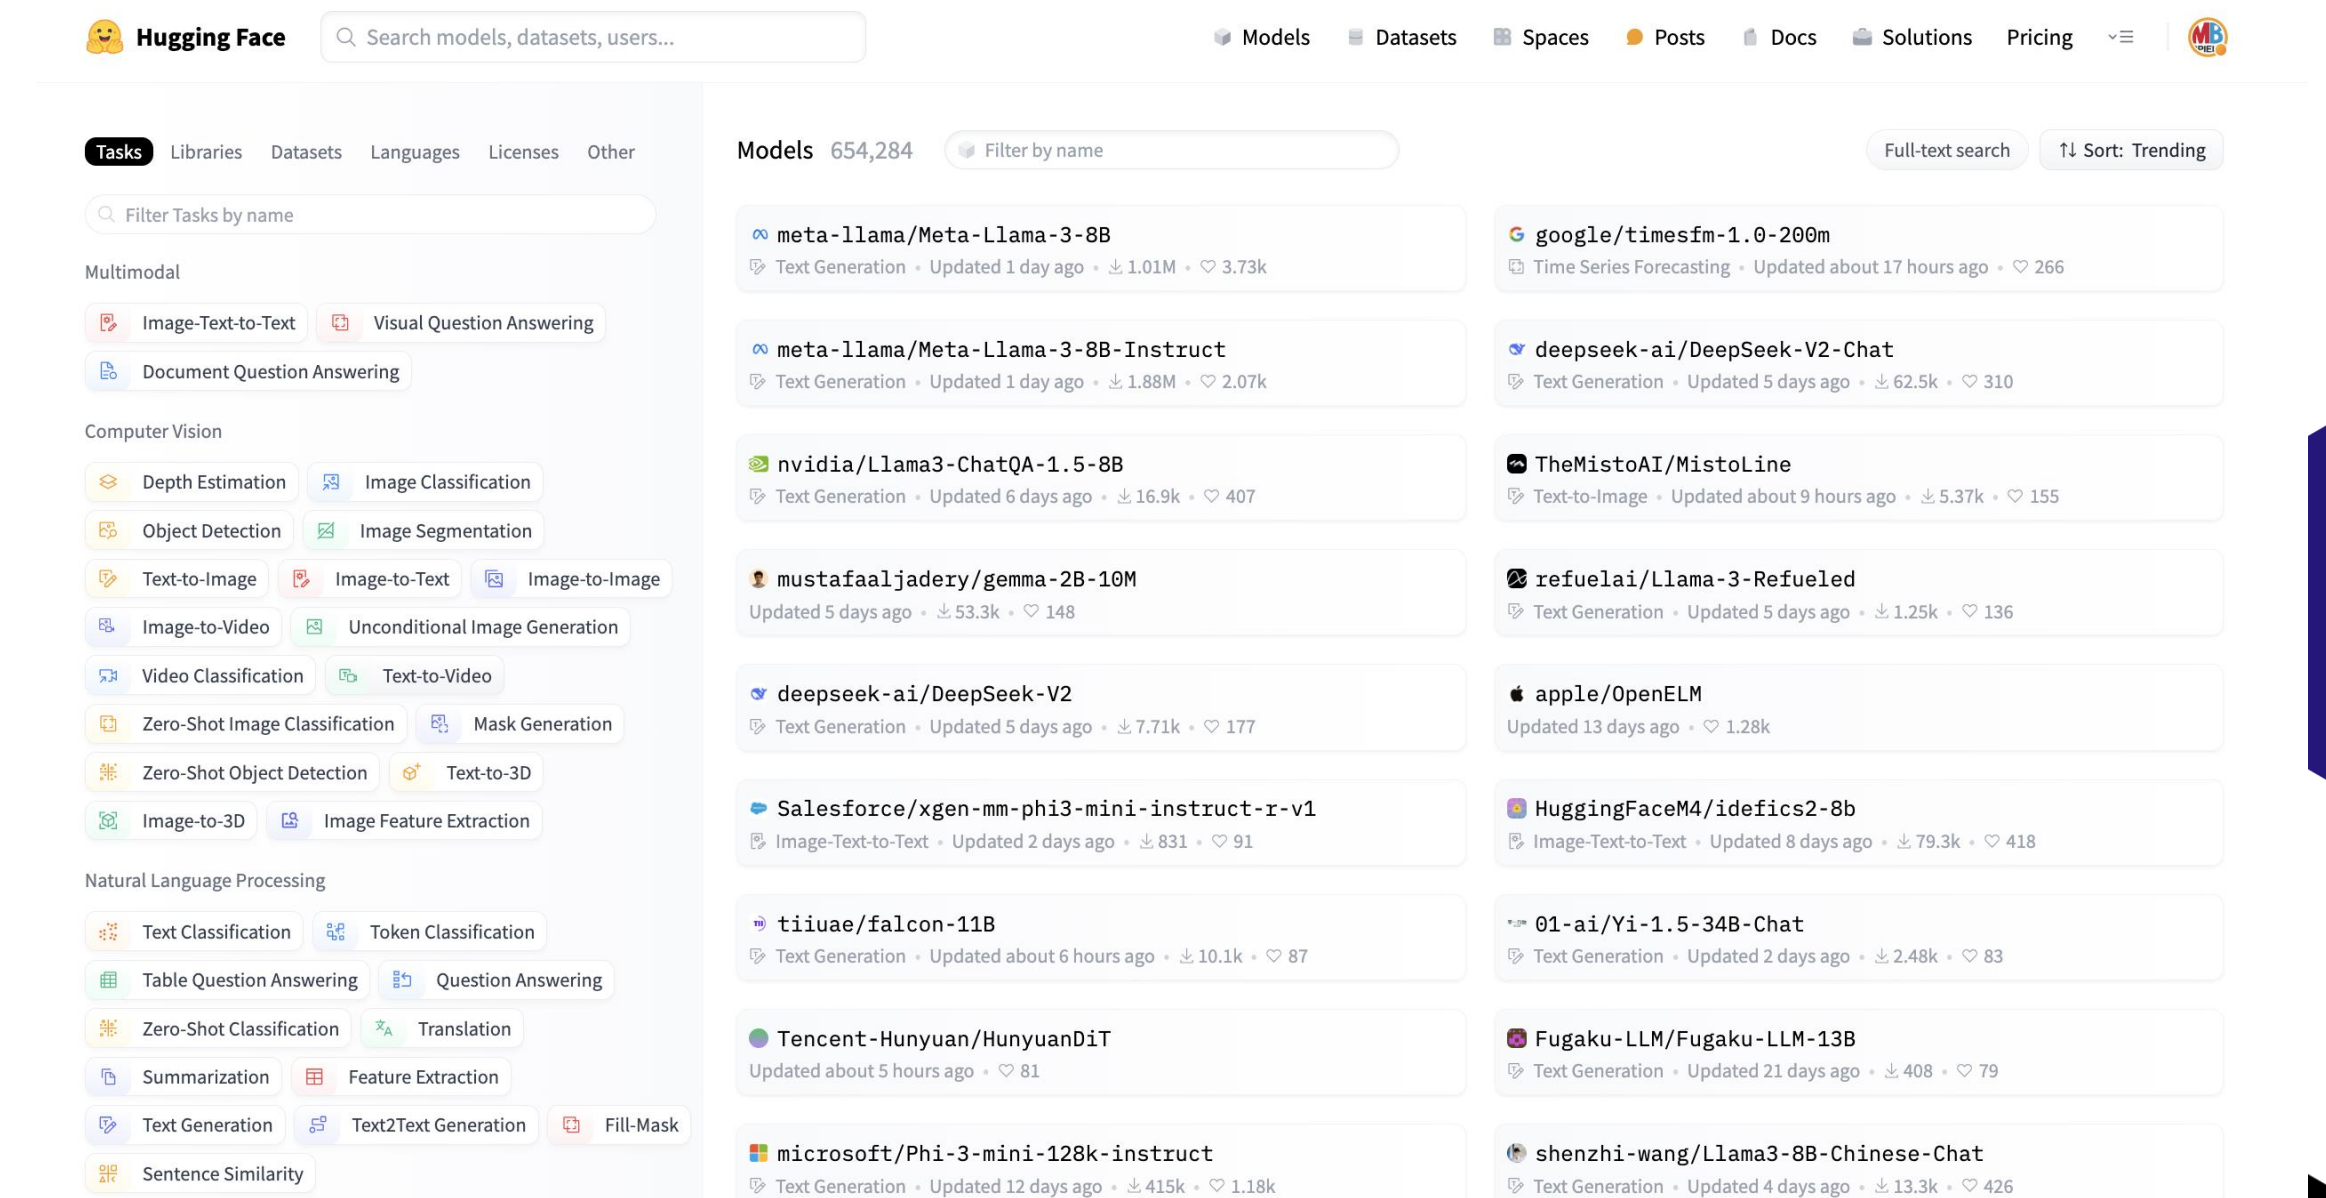 Hugging Face
Search models, datasets, users...
Models
Datasets
Spaces
Posts
Docs
Solutions
Pricing
Tasks Libraries Datasets Languages Licenses Other
Filter Tasks by name
Multimodal
Image-Text-to-Text
Visual Question Answering
Document Question Answering
Computer Vision
Depth Estimation
Image Classification
Object Detection
Image Segmentation
Text-to-Image
Image-to-Text
Image-to-Image
Image-to-Video
Unconditional Image Generation
Video Classification
Text-to-Video
Zero-Shot Image Classification
Mask Generation
Zero-Shot Object Detection
Text-to-3D
Image-to-3D
Image Feature Extraction
Natural Language Processing
Text Classification
Token Classification
Table Question Answering
Question Answering
Zero-Shot Classification
Translation
Summarization
Feature Extraction
Text Generation
Text2Text Generation
Fill-Mask
Sentence Similarity
Models 654,284
Filter by name
Full-text search
Sort: Trending
meta-llama/Meta-Llama-3-8B
Text Generation • Updated 1 day ago • 1.01M • 3.73k
google/timesfm-1.0-200m
Time Series Forecasting • Updated about 17 hours ago • 266
meta-llama/Meta-Llama-3-8B-Instruct
Text Generation • Updated 1 day ago • 1.88M • 2.07k
deepseek-ai/DeepSeek-V2-Chat
Text Generation • Updated 5 days ago • 62.5k • 310
nvidia/Llama3-ChatQA-1.5-8B
Text Generation • Updated 6 days ago • 16.9k • 407
TheMistoAI/MistoLine
Text-to-Image • Updated about 9 hours ago • 5.37k • 155
mustafaaljadery/gemma-2B-10M
Updated 5 days ago • 53.3k • 148
refuelai/Llama-3-Refueled
Text Generation • Updated 5 days ago • 1.25k • 136
deepseek-ai/DeepSeek-V2
Text Generation • Updated 5 days ago • 7.71k • 177
apple/OpenELM
Updated 13 days ago • 1.28k
Salesforce/xgen-mm-phi3-mini-instruct-r-v1
Image-Text-to-Text • Updated 2 days ago • 831 • 91
HuggingFaceM4/idefics2-8b
Image-Text-to-Text • Updated 8 days ago • 79.3k • 418
tiiuae/falcon-11B
Text Generation • Updated about 6 hours ago • 10.1k • 87
01-ai/Yi-1.5-34B-Chat
Text Generation • Updated 2 days ago • 2.48k • 83
Tencent-Hunyuan/HunyuanDiT
Updated about 5 hours ago • 81
Fugaku-LLM/Fugaku-LLM-13B
Text Generation • Updated 21 days ago • 408 • 79
microsoft/Phi-3-mini-128k-instruct
Text Generation • Updated 12 days ago • 415k • 1.18k
shenzhi-wang/Llama3-8B-Chinese-Chat
Text Generation • Updated 4 days ago • 13.3k • 426